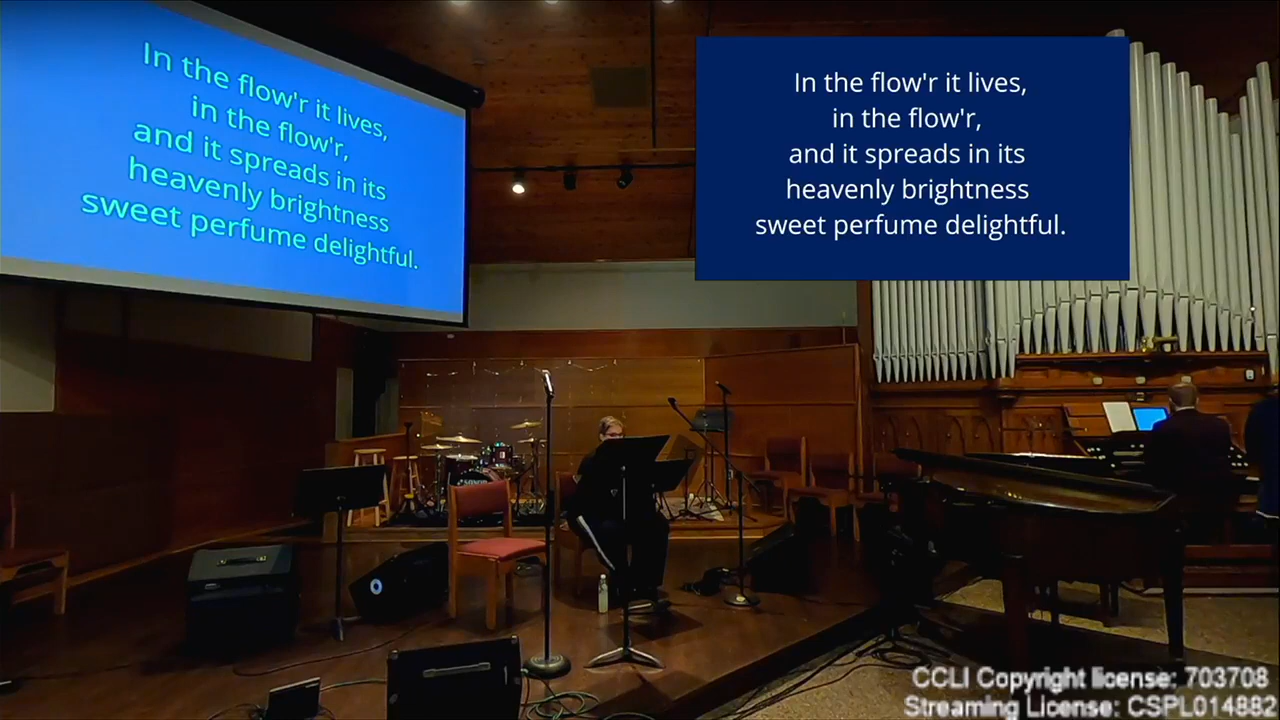 In the flow'r it lives,
in the flow'r,
and it spreads in its
heavenly brightness
sweet perfume delightful.
In the flow'r it lives,
in the flow'r,
and it spreads in its
heavenly brightness
sweet perfume delightful.
SONOR
CCLI Copyright license: 703708
Streaming License: CSPL014882